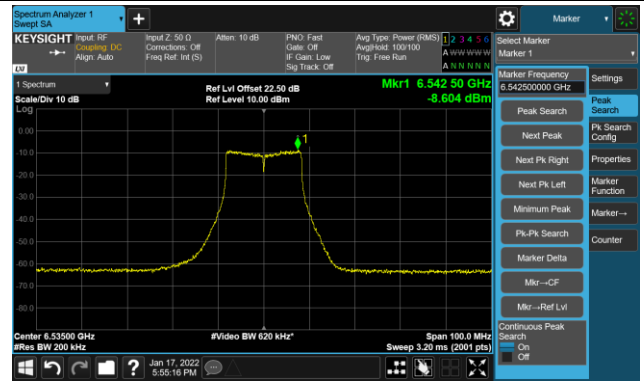 Spectrum Analyzer 1
Swept SA
+
Marker
KEYSIGHT
Input: RF
Coupling: DC
Align: Auto
Input Z: 50 Ω
Corrections: Off
Freq Ref: Int (S)
Atten: 10 dB
PNO: Fast
Gate: Off
IF Gain: Low
Sig Track: Off
Avg Type: Power (RMS)
Avg|Hold: 100/100
Trig: Free Run
1 2 3 4 5 6
A W W W W W
A N N N N N
LXI
Select Marker
Marker 1
1 Spectrum
Scale/Div 10 dB
Ref Lvl Offset 22.50 dB
Ref Level 10.00 dBm
Mkr1 6.542 50 GHz
-8.604 dBm
Log
0.00
-10.0
-20.0
-30.0
-40.0
-50.0
-60.0
-70.0
-80.0
1
Center 6.53500 GHz
#Res BW 200 kHz
#Video BW 620 kHz*
Span 100.0 MHz
Sweep 3.20 ms (2001 pts)
Marker Frequency
6.542500000 GHz
Peak Search
Next Peak
Next Pk Right
Next Pk Left
Minimum Peak
Pk-Pk Search
Marker Delta
Mkr→CF
Mkr→Ref Lvl
Continuous Peak
Search
On
Off
Settings
Peak
Search
Pk Search
Config
Properties
Marker
Function
Marker→
Counter
?
Jan 17, 2022
5:55:16 PM